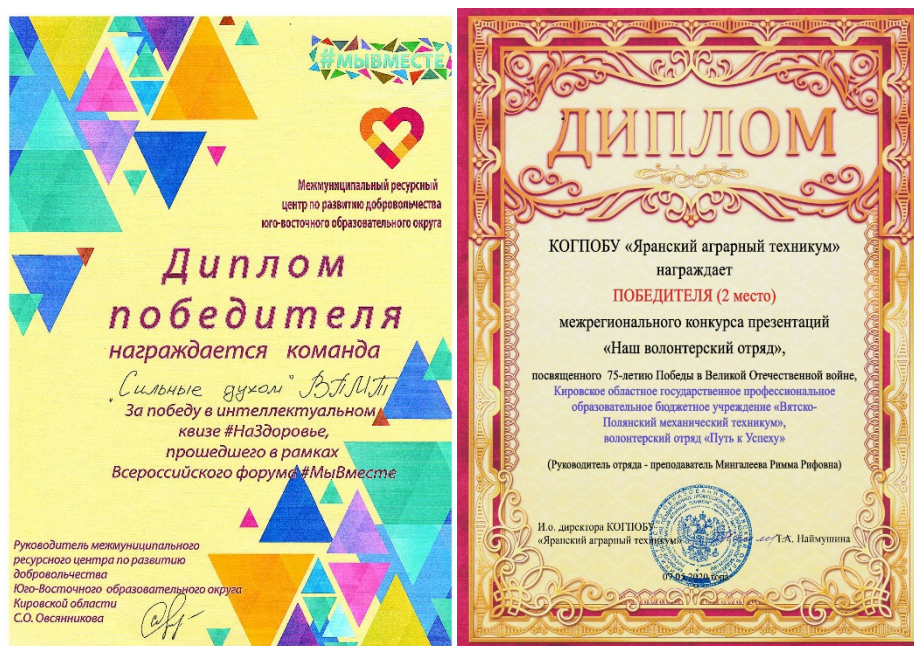 #МЫВМЕСТЕ
Межмуниципальный ресурсный
центр по развитию добровольчества
юго-восточного образовательного округа
Диплом
победителя
награждается команда
„Сильные духом" ВПМТ
За победу в интеллектуальном
квизе #НаЗдоровье,
прошедшего в рамках
Всероссийского форума #МыВместе
Руководитель межмуниципального
ресурсного центра по развитию
добровольчества
Юго-Восточного образовательного округа
Кировской области
С.О. Овсянникова
ДИПЛОМ
КОГПОБУ «Яранский аграрный техникум»
награждает
ПОБЕДИТЕЛЯ (2 место)
межрегионального конкурса презентаций
«Наш волонтерский отряд»,
посвященного 75-летию Победы в Великой Отечественной войне,
Кировское областное государственное профессиональное
образовательное бюджетное учреждение «Вятско-
Полянский механический техникум»,
волонтерский отряд «Путь к Успеху»
(Руководитель отряда - преподаватель Мингалеева Римма Рифовна)
И.о. директора КОГПОБУ
«Яранский аграрный техникум» Т.А. Наймушина
07.05.2020 года